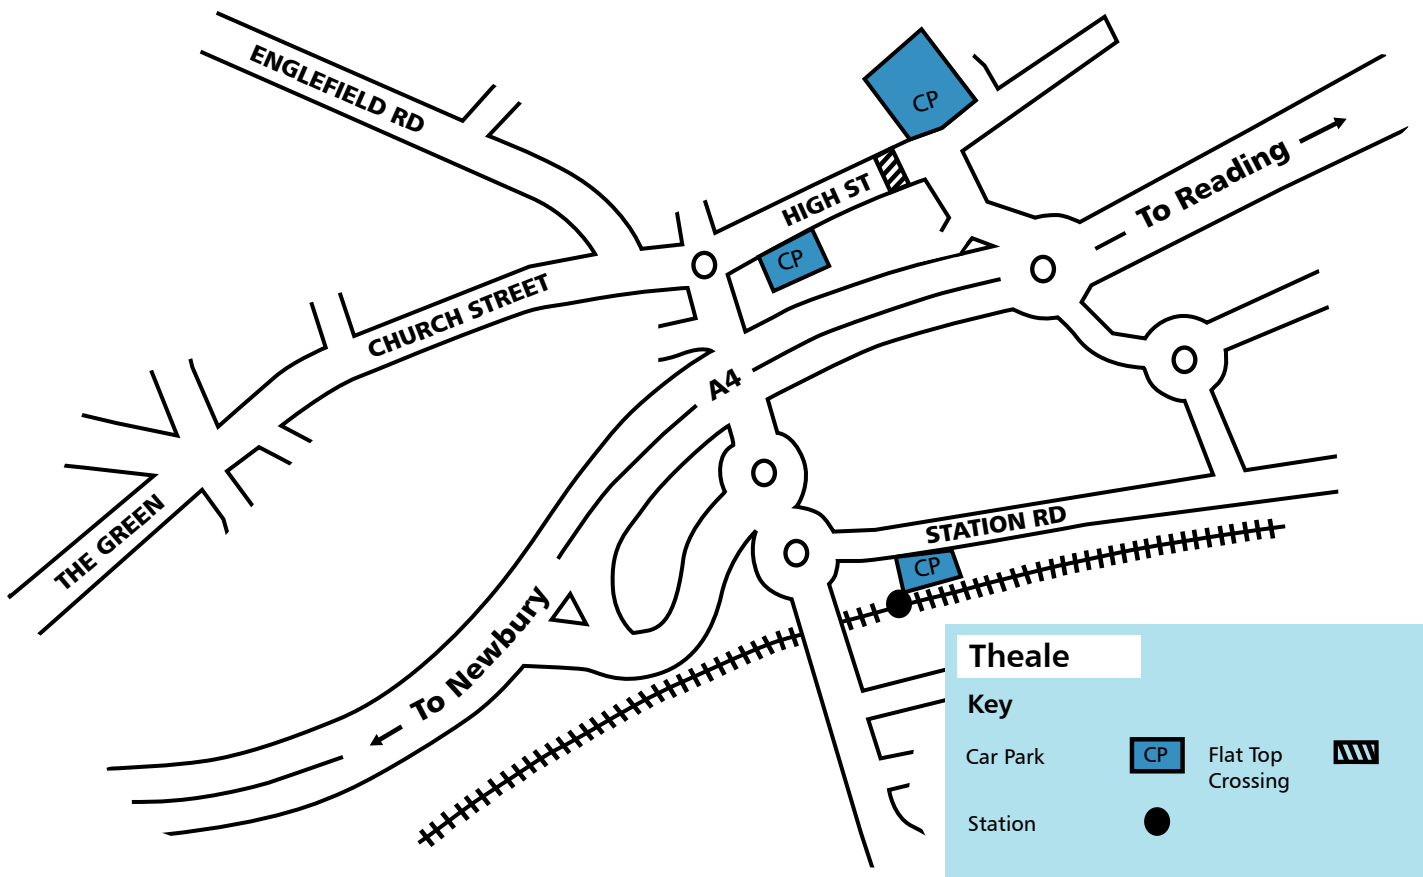 ENGLEFIELD RD
CP
HIGH ST
To Reading
CP
CHURCH STREET
A4
THE GREEN
STATION RD
CP
To Newbury
Theale
Key
Car Park
CP
Flat Top
Crossing
Station